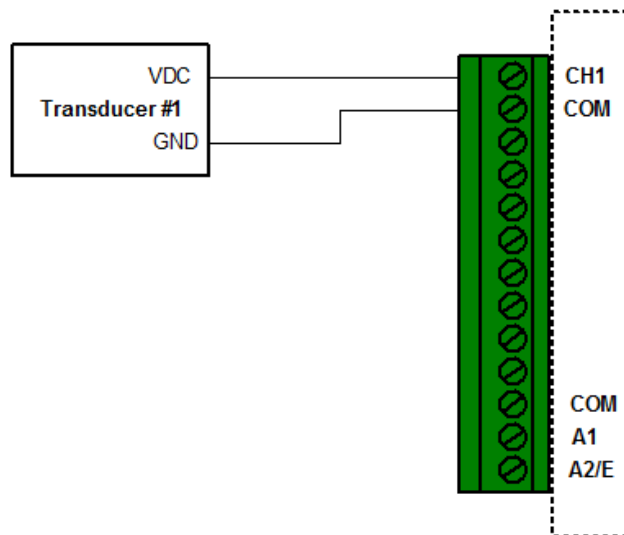 VDC
Transducer #1
GND
CH1
COM
COM
A1
A2/E